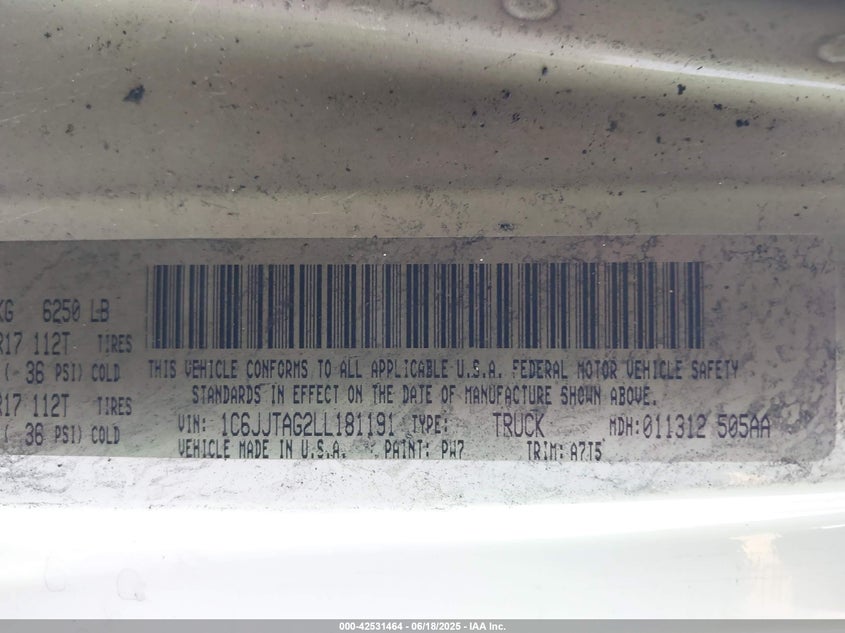 KG 6250 LB
R17 112T TIRES
( 36 PSI) COLD
R17 112T TIRES
( 36 PSI) COLD
THIS VEHICLE CONFORMS TO ALL APPLICABLE U.S.A. FEDERAL MOTOR VEHICLE SAFETY
STANDARDS IN EFFECT ON THE DATE OF MANUFACTURE SHOWN ABOVE.
VIN: 1C6JJTAG2LL181191 TYPE: TRUCK MDH:011312 505AA
VEHICLE MADE IN U.S.A. PAINT: PW7 TRIM: A7T5
000-42531464 / 06/18/2025 - IAA Inc.